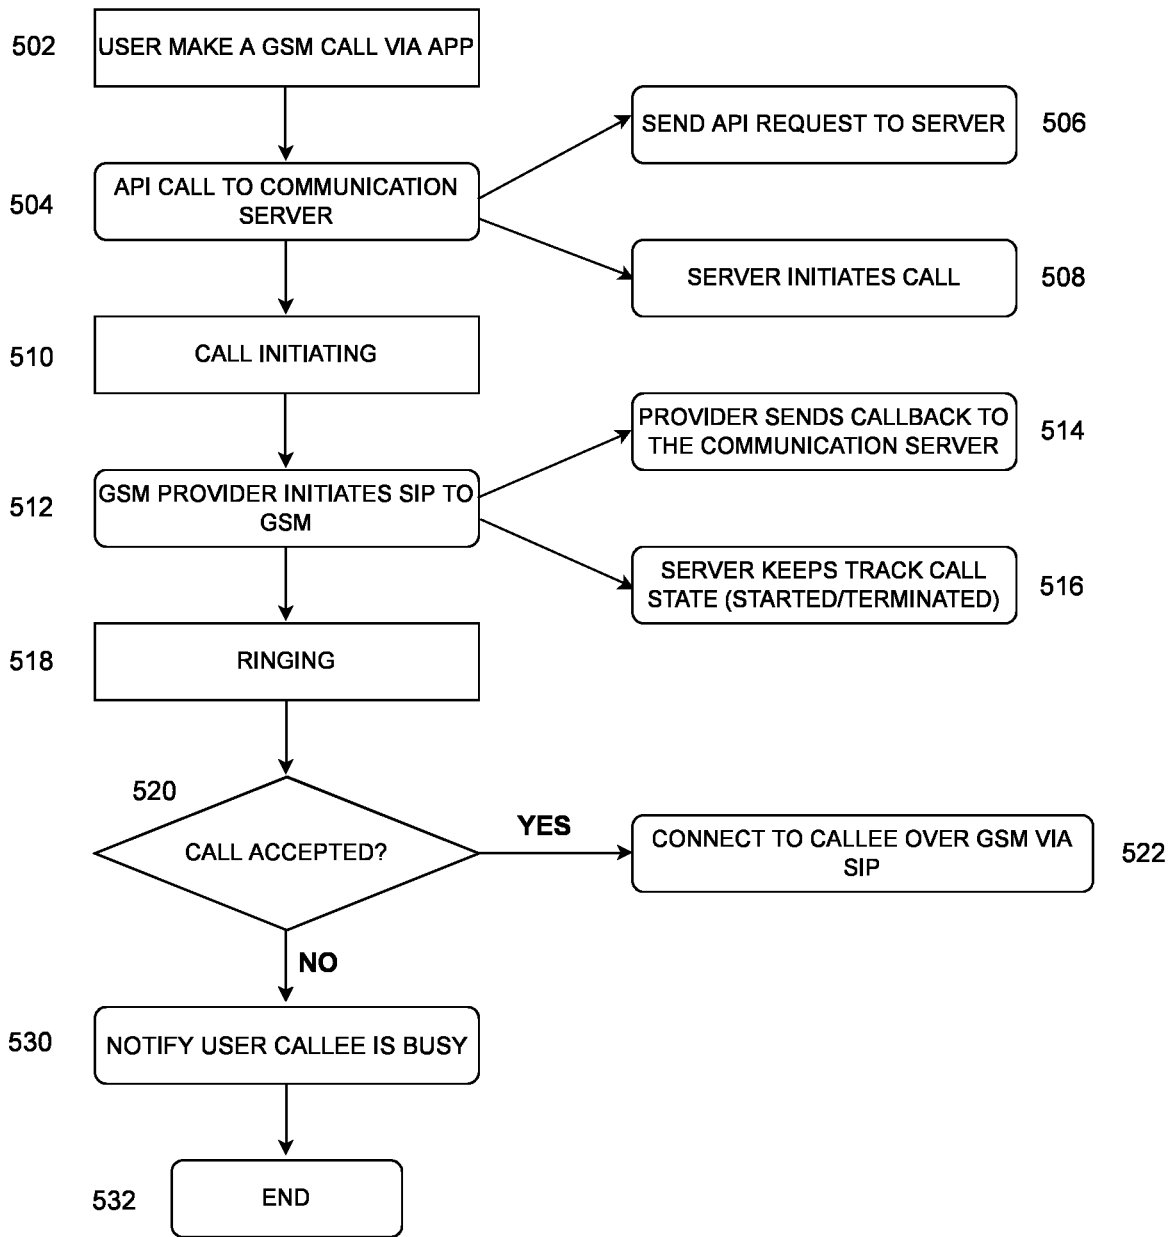 502
USER MAKE A GSM CALL VIA APP
SEND API REQUEST TO SERVER
506
504
API CALL TO COMMUNICATION
SERVER
SERVER INITIATES CALL
508
510
CALL INITIATING
PROVIDER SENDS CALLBACK TO
THE COMMUNICATION SERVER
514
512
GSM PROVIDER INITIATES SIP TO
GSM
SERVER KEEPS TRACK CALL
STATE (STARTED/TERMINATED)
516
518
RINGING
520
CALL ACCEPTED?
YES
CONNECT TO CALLEE OVER GSM VIA
SIP
522
NO
530
NOTIFY USER CALLEE IS BUSY
532
END